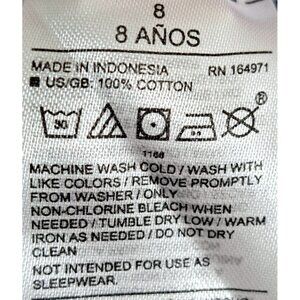 8
8 AÑOS
MADE IN INDONESIA RN 164971
US/GB: 100% COTTON
30
®
1166
MACHINE WASH COLD / WASH WITH
LIKE COLORS / REMOVE PROMPTLY
FROM WASHER / ONLY
NON-CHLORINE BLEACH WHEN
NEEDED / TUMBLE DRY LOW / WARM
IRON AS NEEDED / DO NOT DRY
CLEAN
NOT INTENDED FOR USE AS
SLEEPWEAR.